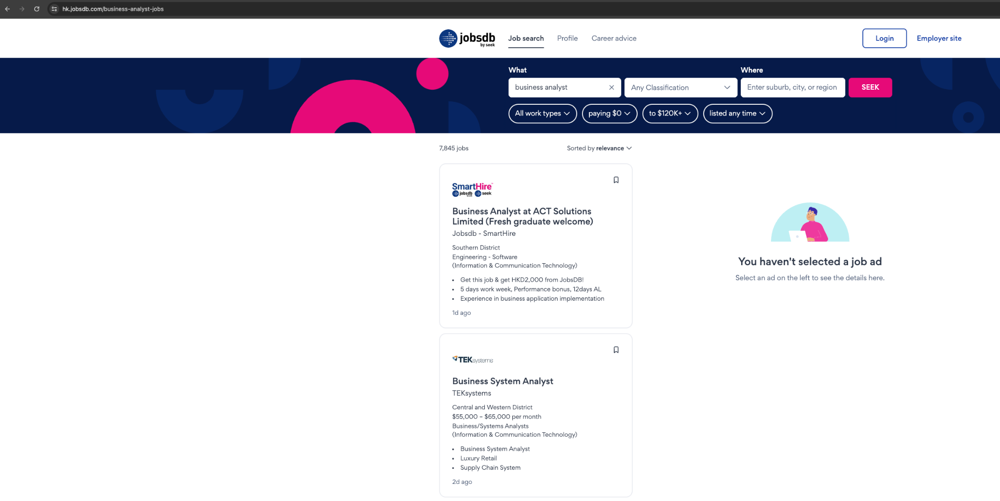 hk.jobsdb.com/business-analyst-jobs
jobsdb
by seek
Job search
Profile
Career advice
Login
Employer site
What
Where
business analyst
Any Classification
Enter suburb, city, or region
SEEK
All work types
paying $0
to $120K+
listed any time
7,845 jobs
Sorted by relevance
SmartHire™
jobsdb
by seek
seek
Business Analyst at ACT Solutions
Limited (Fresh graduate welcome)
Jobsdb - SmartHire
Southern District
Engineering - Software
(Information & Communication Technology)
• Get this job & get HKD2,000 from JobsDB!
• 5 days work week, Performance bonus, 12days AL
• Experience in business application implementation
1d ago
You haven't selected a job ad
Select an ad on the left to see the details here.
TEKsystems
Business System Analyst
TEKsystems
Central and Western District
$55,000 – $65,000 per month
Business/Systems Analysts
(Information & Communication Technology)
• Business System Analyst
• Luxury Retail
• Supply Chain System
2d ago